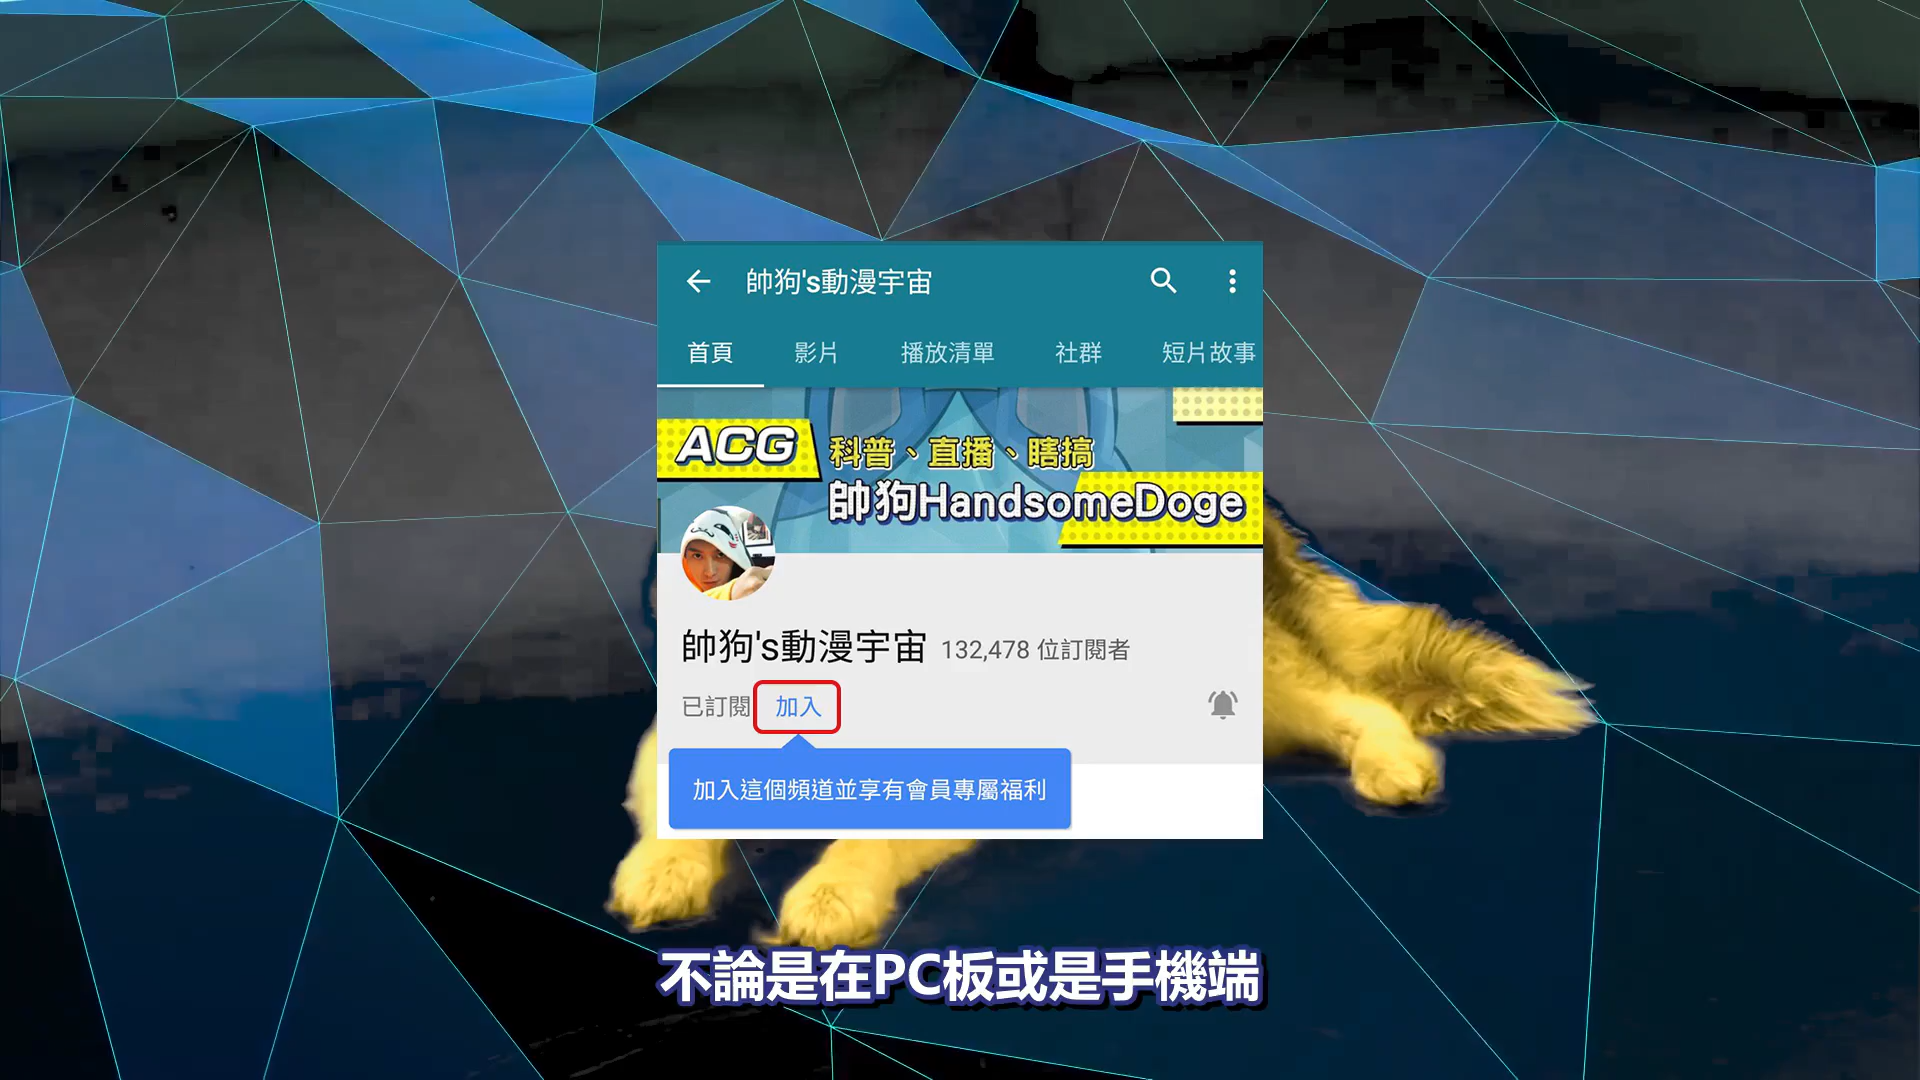 帥狗's動漫宇宙
首頁 影片 播放清單 社群 短片故事
ACG 科普、直播、瞎搞
帥狗HandsomeDoge
帥狗's動漫宇宙 132,478 位訂閱者
已訂閱 加入
加入這個頻道並享有會員專屬福利
不論是在PC板或是手機端